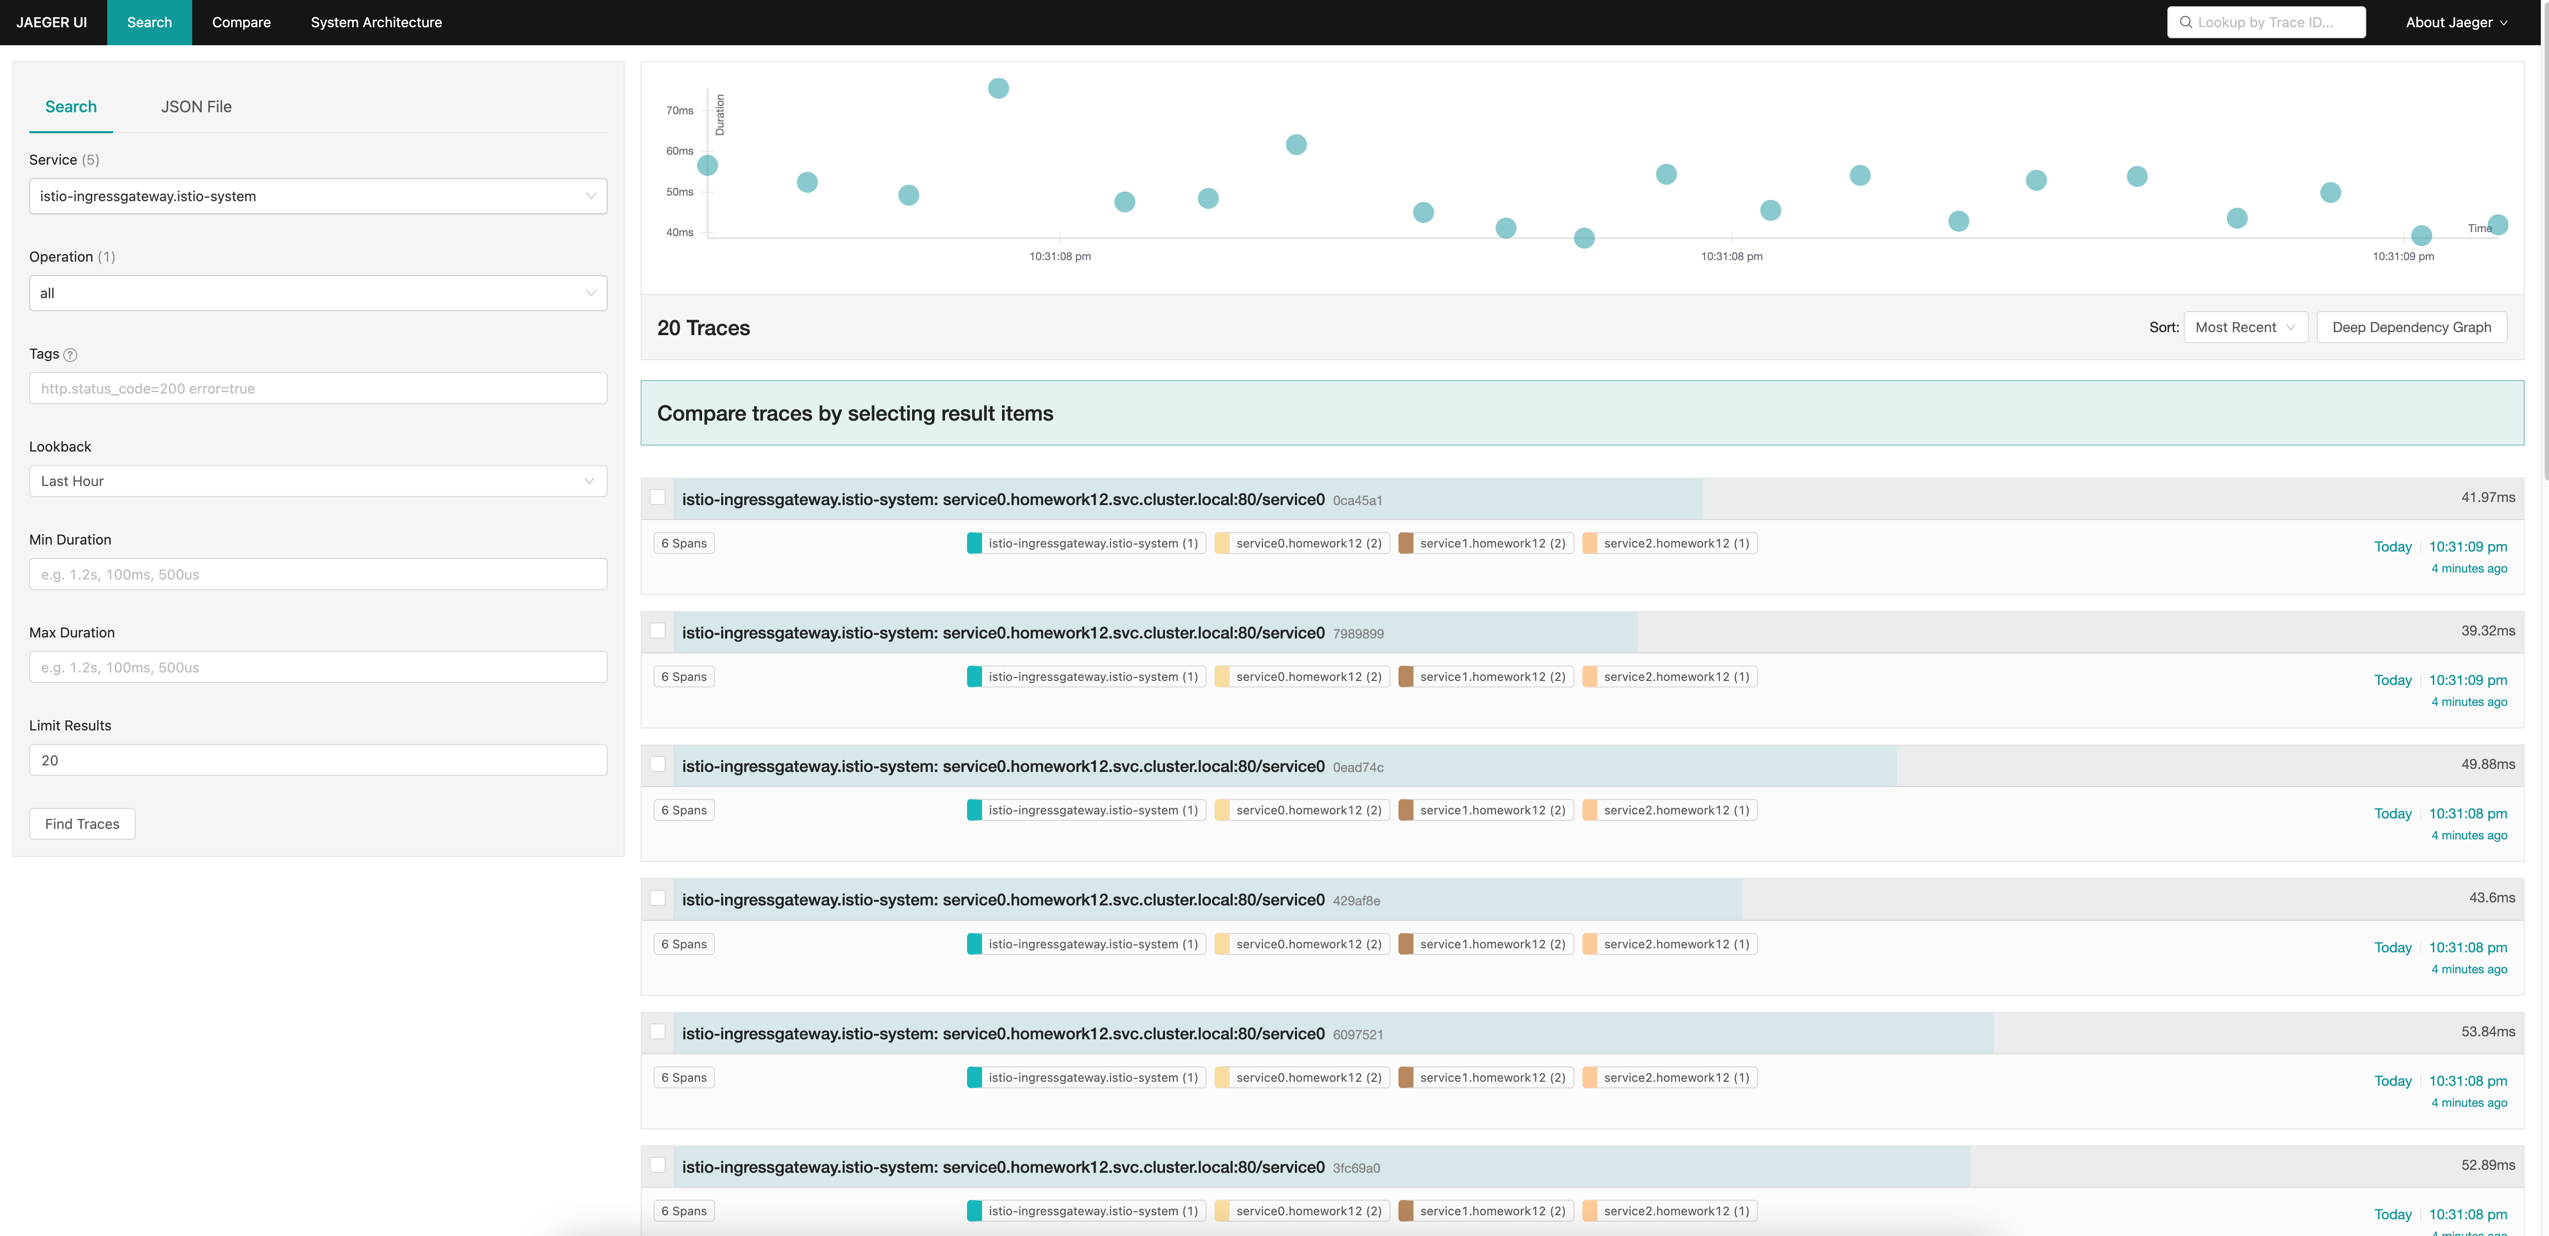 JAEGER UI
Search
Compare
System Architecture
Lookup by Trace ID...
About Jaeger
Search
JSON File
Service (5)
istio-ingressgateway.istio-system
Operation (1)
all
Tags
http.status_code=200 error=true
Lookback
Last Hour
Min Duration
e.g. 1.2s, 100ms, 500us
Max Duration
e.g. 1.2s, 100ms, 500us
Limit Results
20
Find Traces
Duration
70ms
60ms
50ms
40ms
Time
10:31:08 pm
10:31:08 pm
10:31:09 pm
20 Traces
Sort: Most Recent
Deep Dependency Graph
Compare traces by selecting result items
istio-ingressgateway.istio-system: service0.homework12.svc.cluster.local:80/service0 0ca45a1 41.97ms
6 Spans istio-ingressgateway.istio-system (1) service0.homework12 (2) service1.homework12 (2) service2.homework12 (1) Today 10:31:09 pm
4 minutes ago
istio-ingressgateway.istio-system: service0.homework12.svc.cluster.local:80/service0 7989899 39.32ms
6 Spans istio-ingressgateway.istio-system (1) service0.homework12 (2) service1.homework12 (2) service2.homework12 (1) Today 10:31:09 pm
4 minutes ago
istio-ingressgateway.istio-system: service0.homework12.svc.cluster.local:80/service0 0ead74c 49.88ms
6 Spans istio-ingressgateway.istio-system (1) service0.homework12 (2) service1.homework12 (2) service2.homework12 (1) Today 10:31:08 pm
4 minutes ago
istio-ingressgateway.istio-system: service0.homework12.svc.cluster.local:80/service0 429af8e 43.6ms
6 Spans istio-ingressgateway.istio-system (1) service0.homework12 (2) service1.homework12 (2) service2.homework12 (1) Today 10:31:08 pm
4 minutes ago
istio-ingressgateway.istio-system: service0.homework12.svc.cluster.local:80/service0 6097521 53.84ms
6 Spans istio-ingressgateway.istio-system (1) service0.homework12 (2) service1.homework12 (2) service2.homework12 (1) Today 10:31:08 pm
4 minutes ago
istio-ingressgateway.istio-system: service0.homework12.svc.cluster.local:80/service0 3fc69a0 52.89ms
6 Spans istio-ingressgateway.istio-system (1) service0.homework12 (2) service1.homework12 (2) service2.homework12 (1) Today 10:31:08 pm